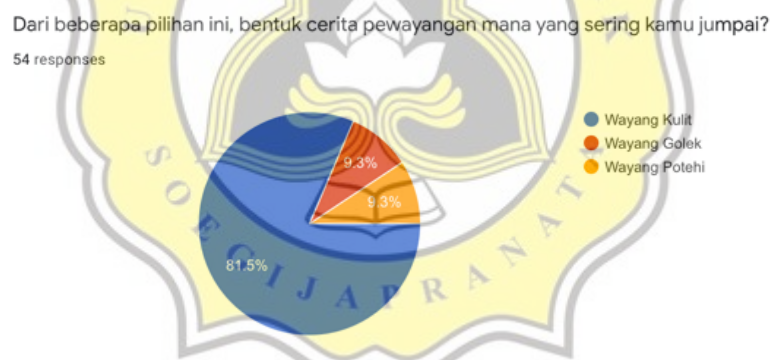 Dari beberapa pilihan ini, bentuk cerita pewayangan mana yang sering kamu jumpai?
54 responses
Wayang Kulit
Wayang Golek
Wayang Potehi
9.3%
9.3%
81.5%
SOEGIJAPRANAT